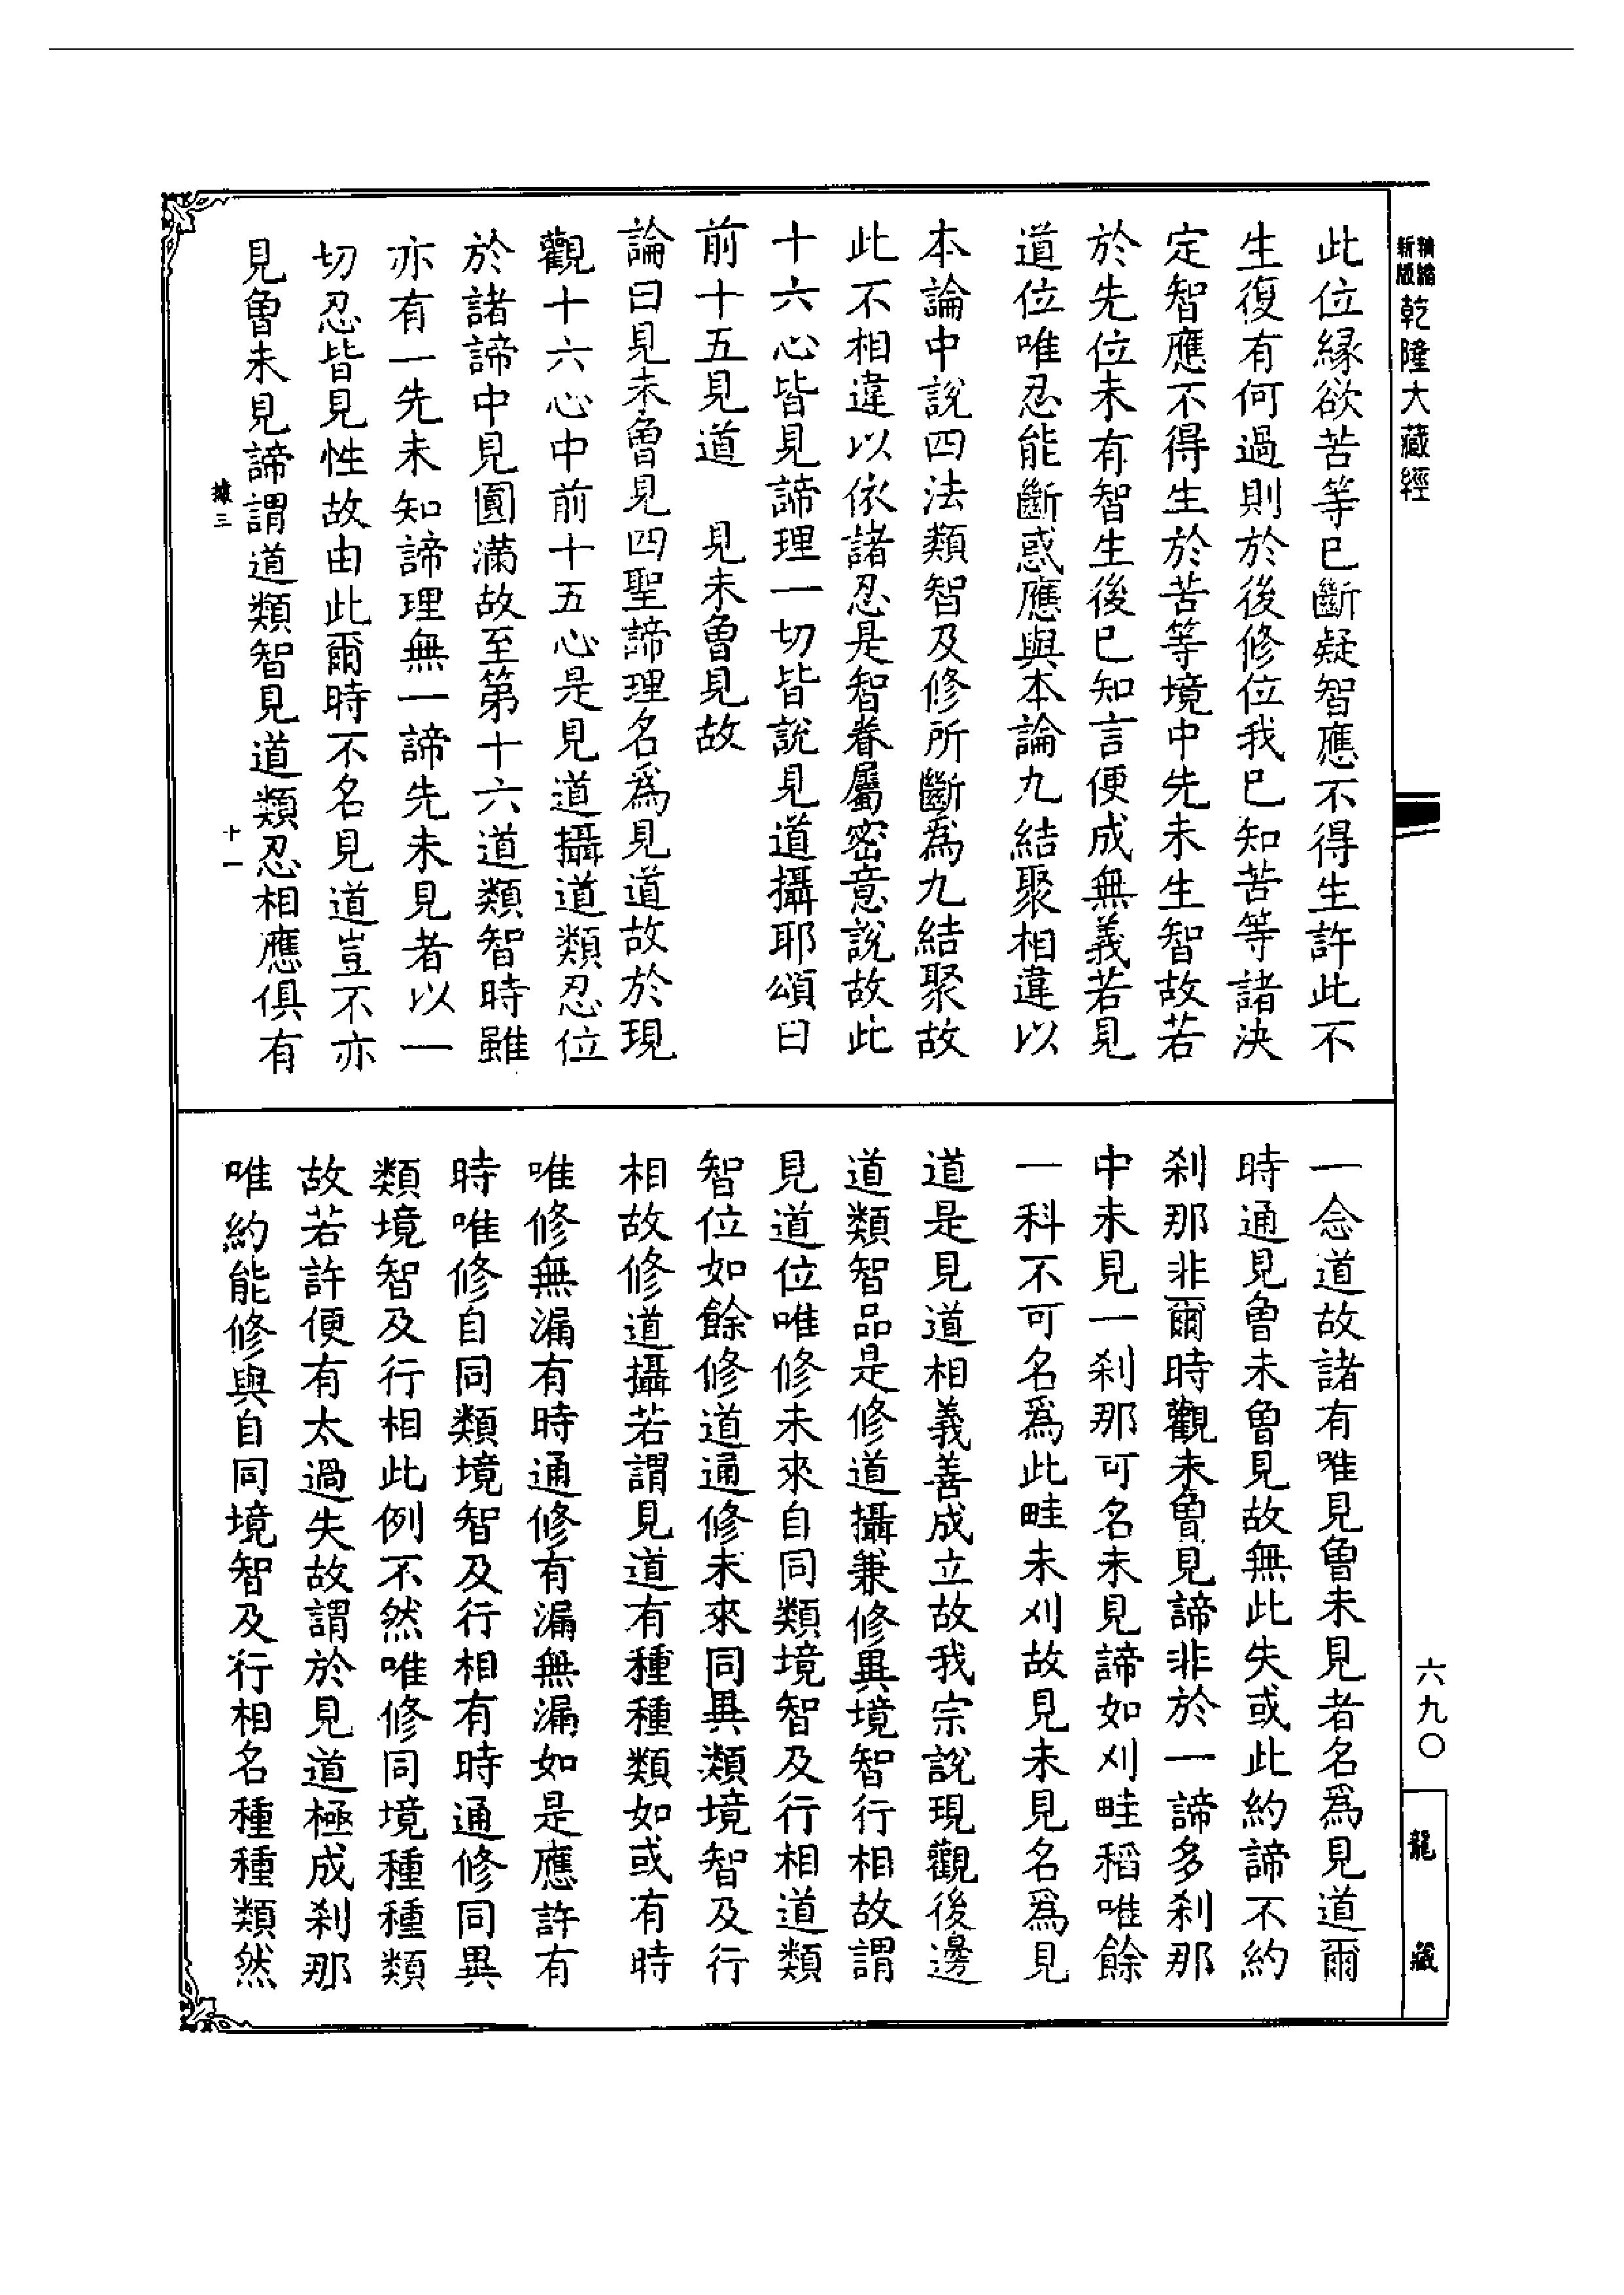 精縮新版乾隆大藏經
此位緣欲苦等已斷疑智應不得生許此不
生復有何過則於後修位我已知苦等諸決
定智應不得生於苦等境中先未生智故若
於先位未有智生後已知言便成無義若見
道位唯忍能斷惑應與本論九結聚相違以
本論中說四法類智及修所斷為九結聚故
此不相違以依諸忍是智眷屬密意說故此
十六心皆見諦理一切皆說見道攝耶頌曰
前十五見道 見未曾見故
論曰見未曾見四聖諦理名為見道故於現
觀十六心中前十五心是見道攝道類忍位
於諸諦中見圓滿故至第十六道類智時雖
亦有一先未知諦理無一諦先未見者以一
切忍皆見性故由此爾時不名見道豈不亦
見曾未見諦謂道類智見道類忍相應俱有
據三 十一
一念道故諸有唯見曾未見者名為見道爾
時通見曾未曾見故無此失或此約諦不約
剎那非爾時觀未曾見諦非於一諦多剎那
中未見一剎那可名未見諦如刈畦稻唯餘
一科不可名為此畦未刈故見未見名為見
道是見道相義善成立故我宗說現觀後邊
道類智品是修道攝兼修異境智行相故謂
見道位唯修未來自同類境智及行相道類
智位如餘修道通修未來同異類境智及行
相故修道攝若謂見道有種種類如或有時
唯修無漏有時通修有漏無漏如是應許有
時唯修自同類境智及行相有時通修同異
類境智及行相此例不然唯修同境種種類
故若許便有太過失故謂於見道極成剎那
唯約能修與自同境智及行相名種種類然
六九〇
龍藏